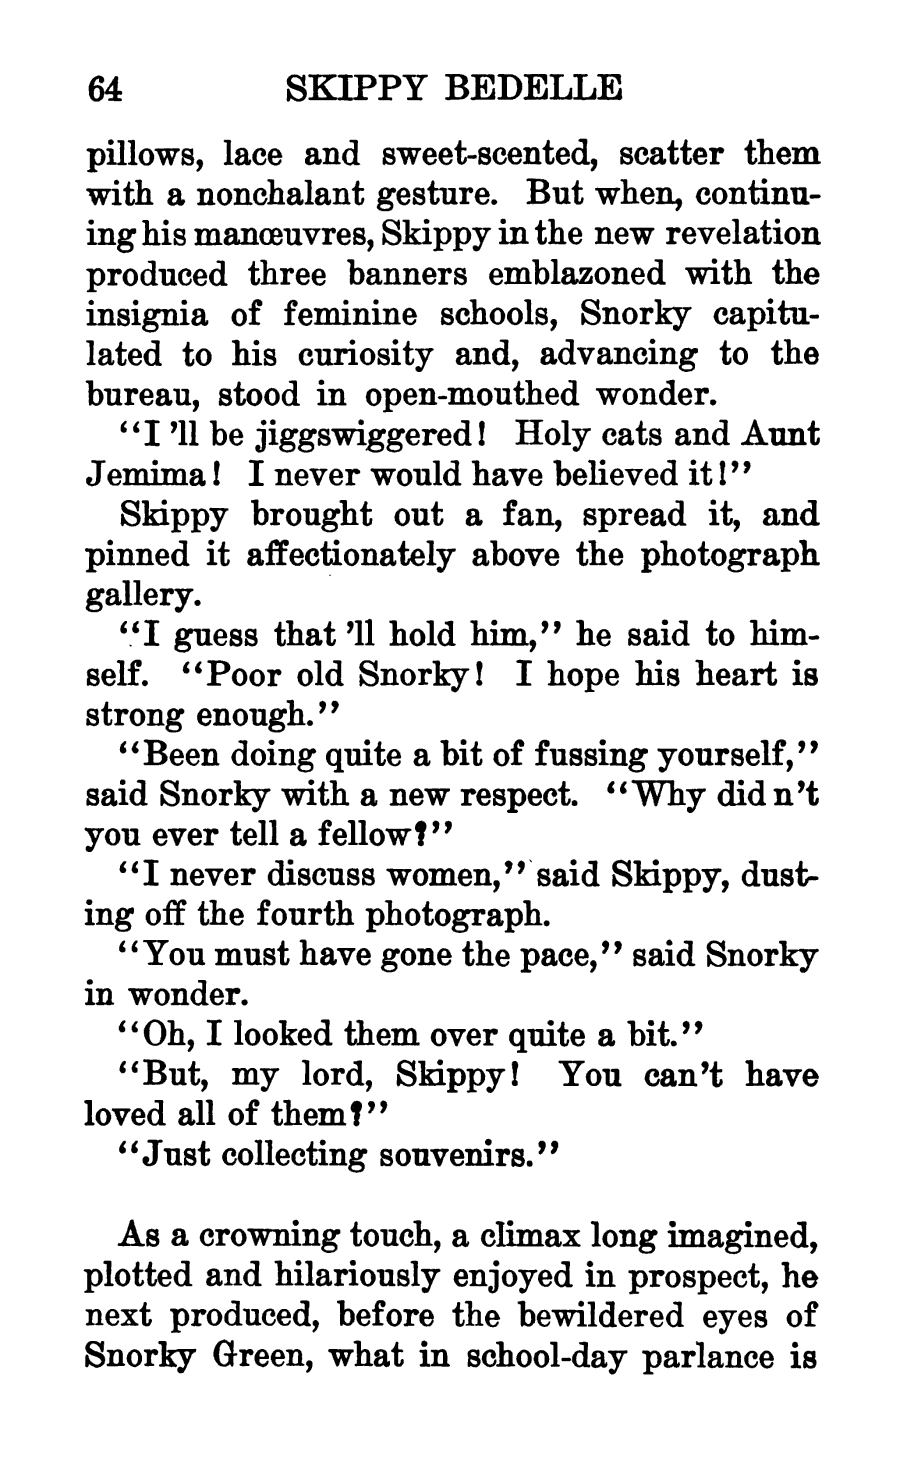 64 SKIPPY BEDELLE
pillows, lace and sweet-scented, scatter them
with a nonchalant gesture. But when, continu-
ing his manœuvres, Skippy in the new revelation
produced three banners emblazoned with the
insignia of feminine schools, Snorky capitu-
lated to his curiosity and, advancing to the
bureau, stood in open-mouthed wonder.
“I ’ll be jiggswiggered! Holy cats and Aunt
Jemima! I never would have believed it!”
Skippy brought out a fan, spread it, and
pinned it affectionately above the photograph
gallery.
“I guess that ’ll hold him,” he said to him-
self. “Poor old Snorky! I hope his heart is
strong enough.”
“Been doing quite a bit of fussing yourself,”
said Snorky with a new respect. “Why did n’t
you ever tell a fellow?”
“I never discuss women,” said Skippy, dust-
ing off the fourth photograph.
“You must have gone the pace,” said Snorky
in wonder.
“Oh, I looked them over quite a bit.”
“But, my lord, Skippy! You can’t have
loved all of them?”
“Just collecting souvenirs.”
As a crowning touch, a climax long imagined,
plotted and hilariously enjoyed in prospect, he
next produced, before the bewildered eyes of
Snorky Green, what in school-day parlance is